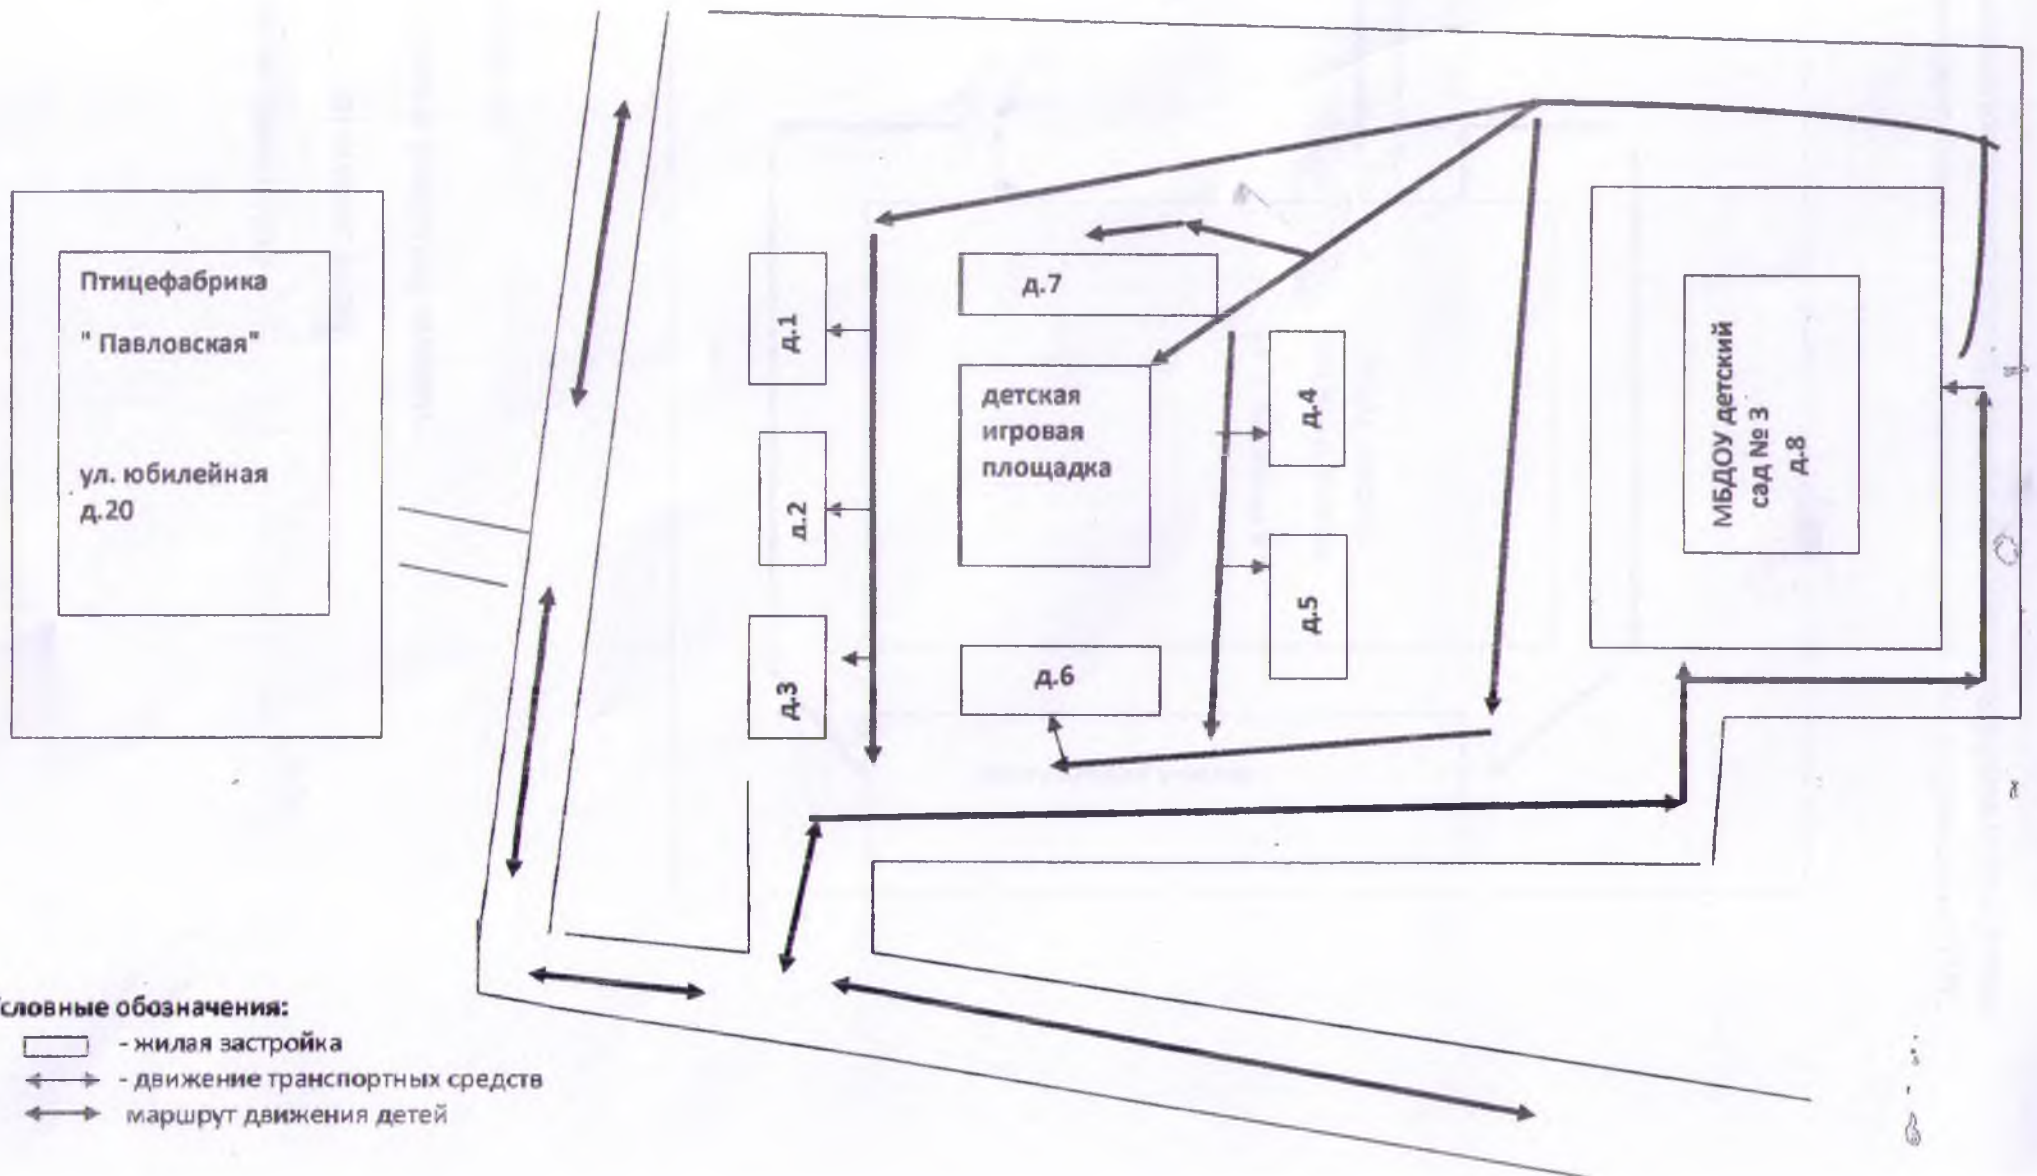 Птицефабрика
" Павловская"
ул. юбилейная
д.20
д.1
д.2
д.3
д.7
детская
игровая
площадка
д.6
д.4
д.5
МБДОУ детский
сад № 3
д.8
словные обозначения:
- жилая застройка
- движение транспортных средств
маршрут движения детей